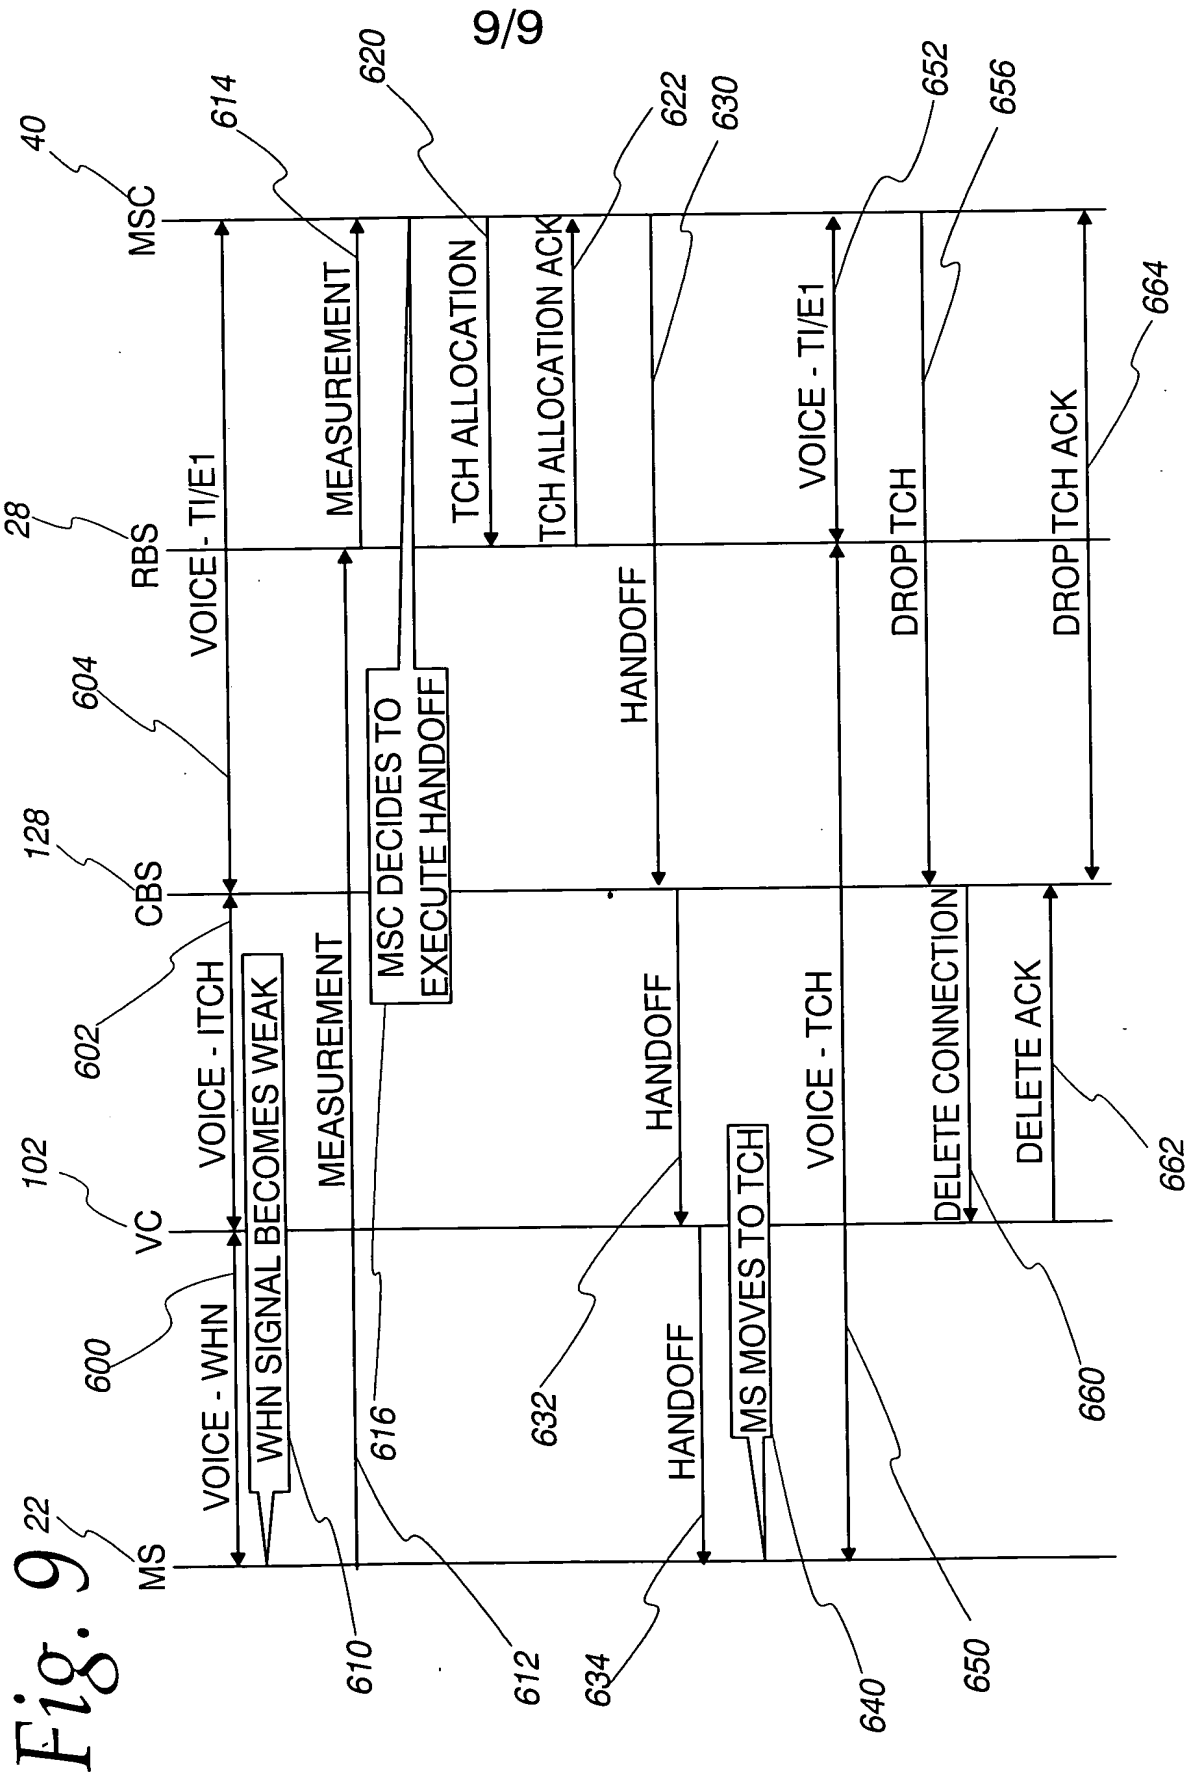 9/9
Fig. 9
MS
22
VC
102
CBS
128
RBS
28
MSC
40
VOICE - WHN
600
VOICE - ITCH
602
VOICE - TI/E1
604
WHN SIGNAL BECOMES WEAK
610
MEASUREMENT
612
MEASUREMENT
614
MSC DECIDES TO
EXECUTE HANDOFF
616
TCH ALLOCATION
620
TCH ALLOCATION ACK
622
HANDOFF
630
HANDOFF
632
HANDOFF
634
MS MOVES TO TCH
640
VOICE - TCH
650
VOICE - TI/E1
652
DROP TCH
656
DELETE CONNECTION
660
DELETE ACK
662
DROP TCH ACK
664